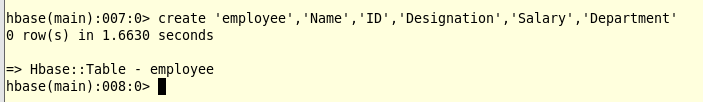 hbase(main):007:0> create 'employee','Name','ID','Designation','Salary','Department'
0 row(s) in 1.6630 seconds
=> Hbase::Table - employee
hbase(main):008:0>